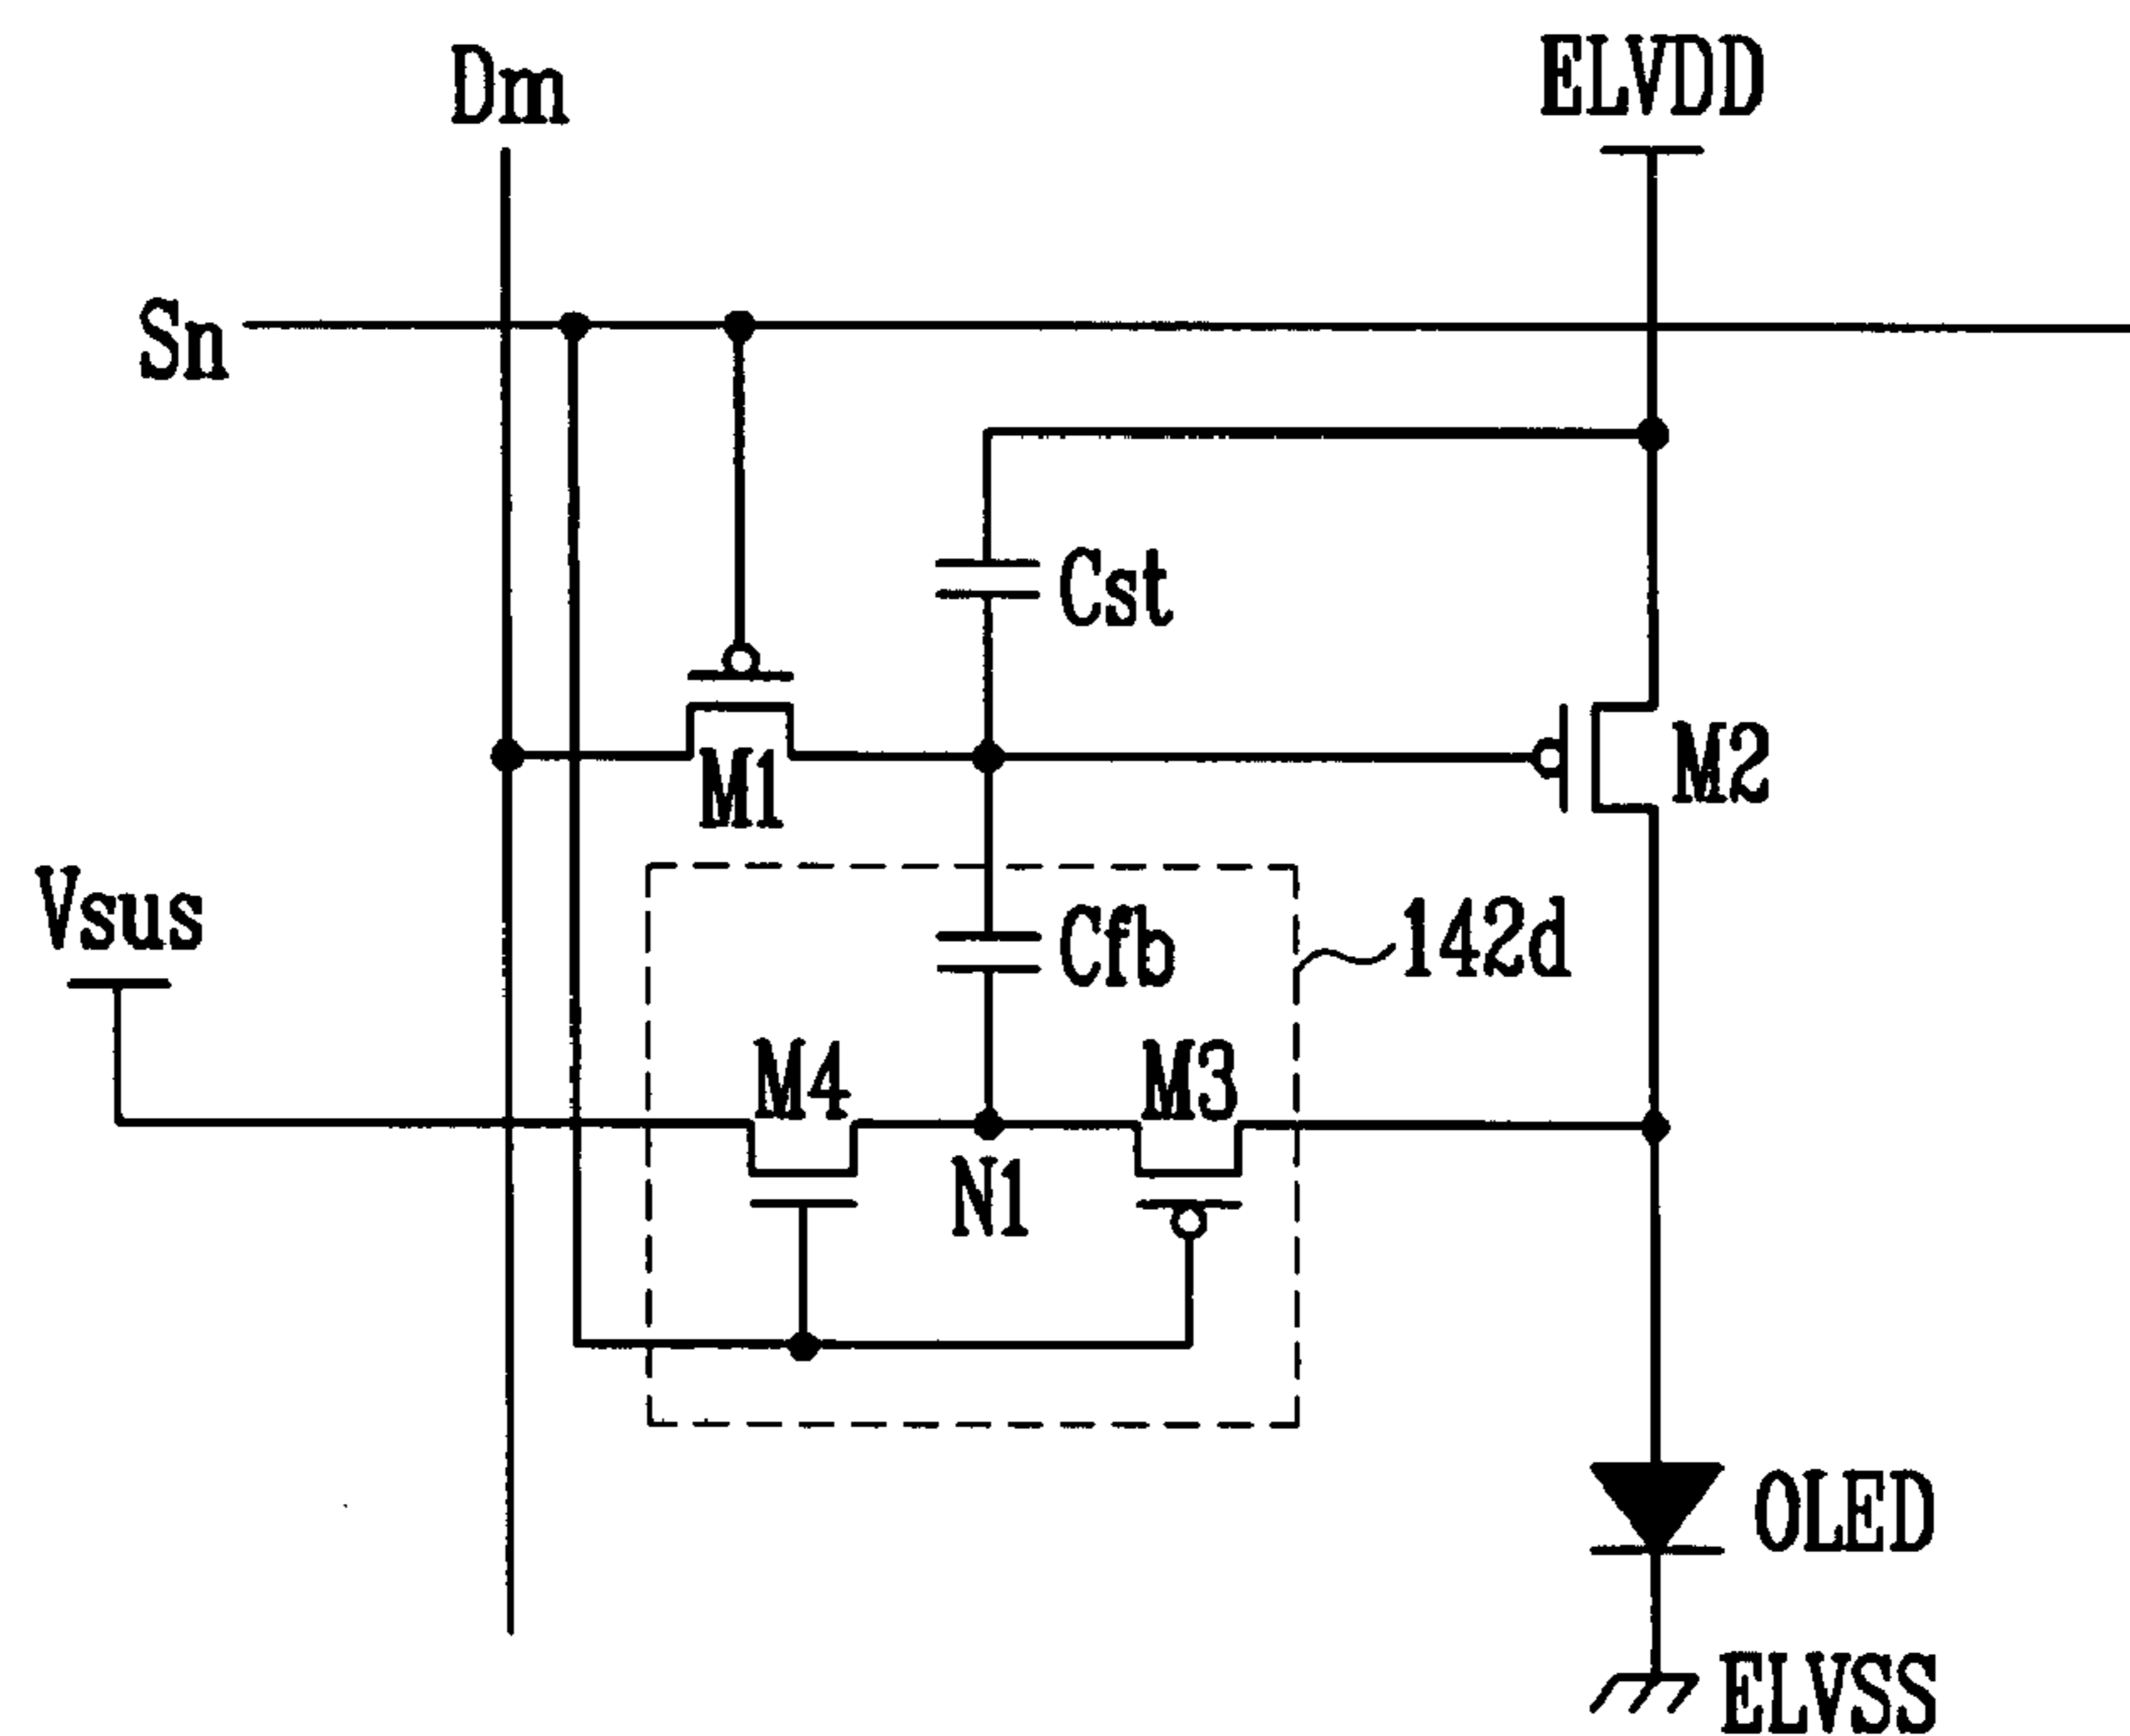 Dm
ELVDD
Sn
Cst
M1
M2
Vsus
Cfb
142d
M4
M3
N1
OLED
ELVSS